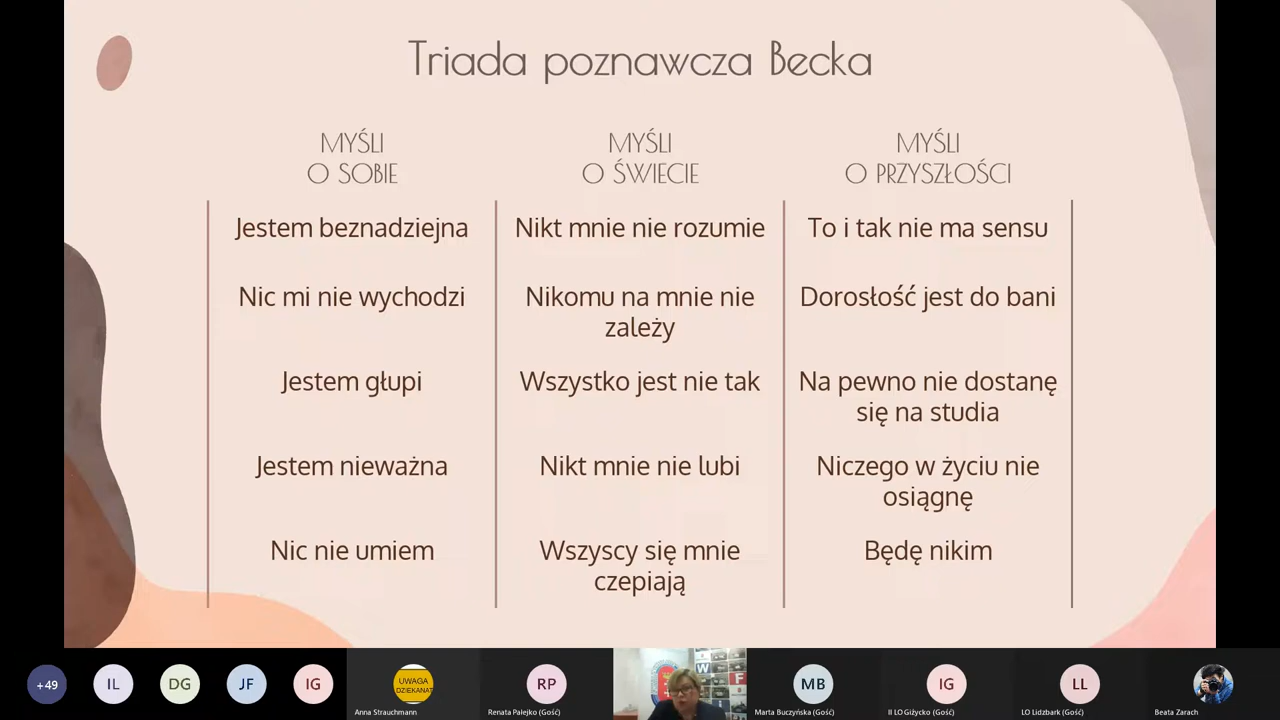 Triada poznawcza Becka
MYŚLI
O SOBIE
Jestem beznadziejna
Nic mi nie wychodzi
Jestem głupi
Jestem nieważna
Nic nie umiem
MYŚLI
O ŚWIECIE
Nikt mnie nie rozumie
Nikomu na mnie nie
zależy
Wszystko jest nie tak
Nikt mnie nie lubi
Wszyscy się mnie
czepiają
MYŚLI
O PRZYSZŁOŚCI
To i tak nie ma sensu
Dorosłość jest do bani
Na pewno nie dostanę
się na studia
Niczego w życiu nie
osiągnę
Będę nikim
+49
IL
DG
JF
IG
UWAGA
DZIEKANAT
Anna Strauchmann
RP
Renata Pałejko (Gość)
W
F
MB
Marta Buczyńska (Gość)
IG
II LO Giżycko (Gość)
LL
LO Lidzbark (Gość)
Beata Zarach